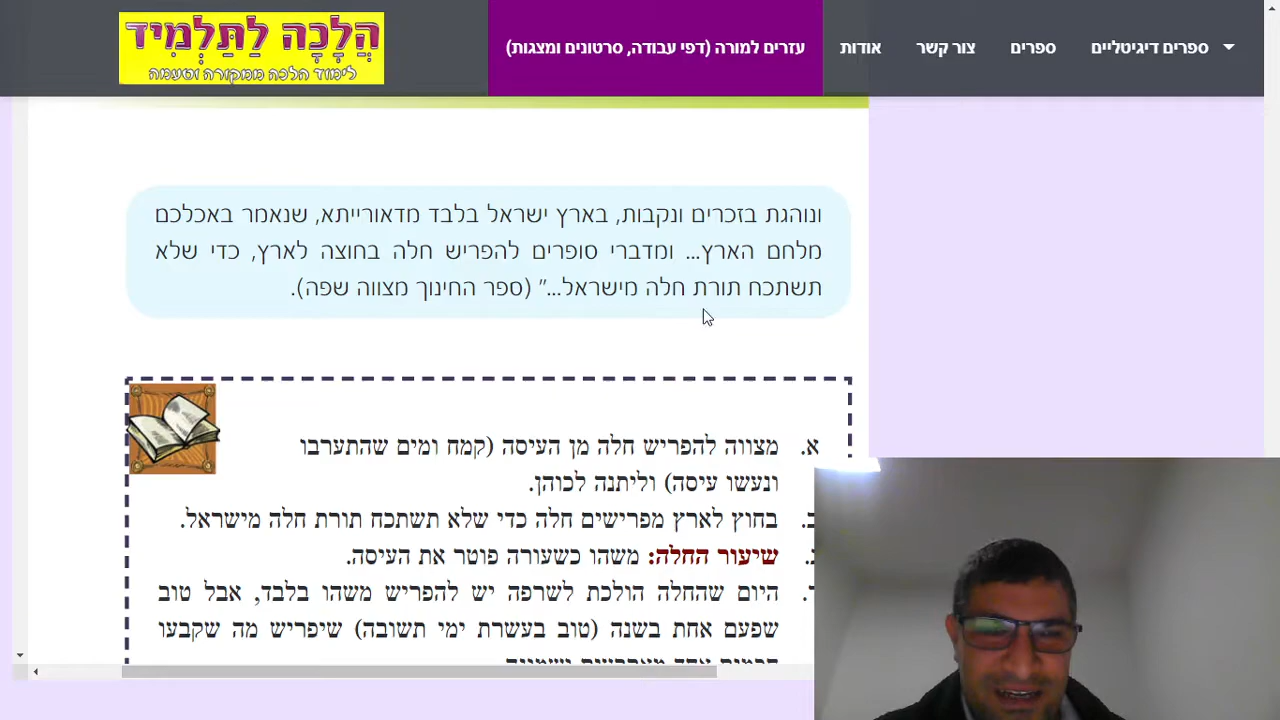 ספרים דיגיטליים
ספרים
צור קשר
אודות
עזרים למורה (דפי עבודה, סרטונים ומצגות)
הֲלָכָה לַתַּלְמִיד
לימוד הלכה ממקורה וטעמה
ונוהגת בזכרים ונקבות, בארץ ישראל בלבד מדאורייתא, שנאמר באכלכם
מלחם הארץ... ומדברי סופרים להפריש חלה בחוצה לארץ, כדי שלא
תשתכח תורת חלה מישראל..." (ספר החינוך מצווה שפה).
א. מצווה להפריש חלה מן העיסה (קמח ומים שהתערבו
ונעשו עיסה) וליתנה לכוהן.
ב. בחוץ לארץ מפרישים חלה כדי שלא תשתכח תורת חלה מישראל.
שיעור החלה: משהו כשעורה פוטר את העיסה.
היום שהחלה הולכת לשרפה יש להפריש משהו בלבד, אבל טוב
שפעם אחת בשנה (טוב בעשרת ימי תשובה) שיפריש מה שקבעו